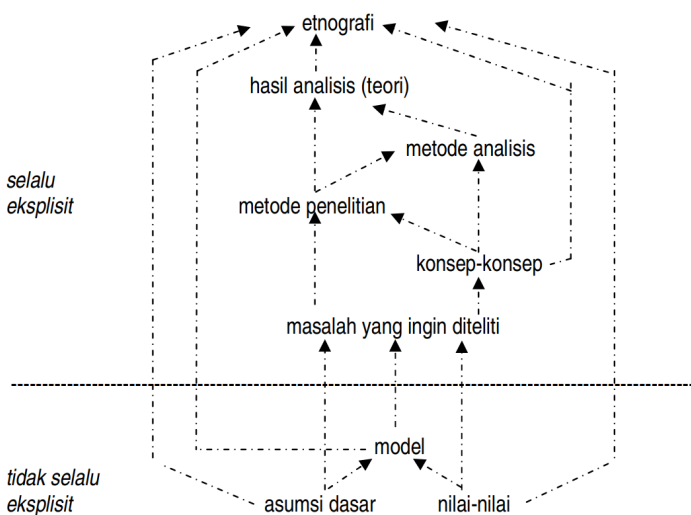 etnografi
hasil analisis (teori)
metode analisis
selalu
eksplisit
metode penelitian
konsep-konsep
masalah yang ingin diteliti
model
tidak selalu
eksplisit
asumsi dasar
nilai-nilai